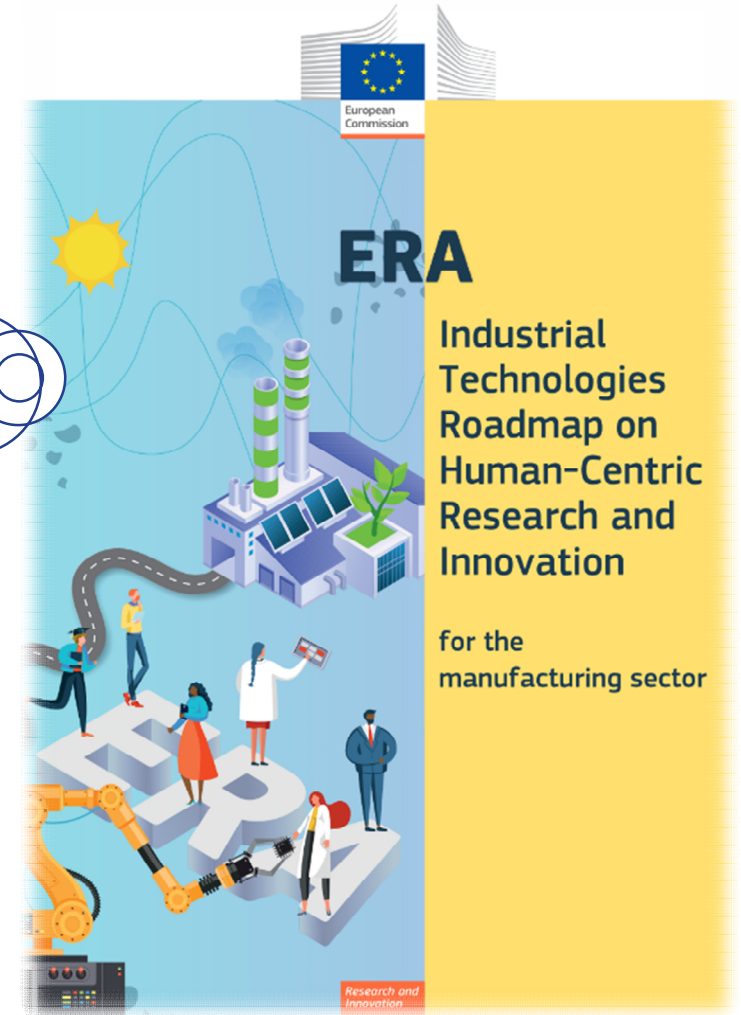 European
Commission
ERA
Industrial
Technologies
Roadmap on
Human-Centric
Research and
Innovation
for the
manufacturing sector
ERA
Research and
Innovation